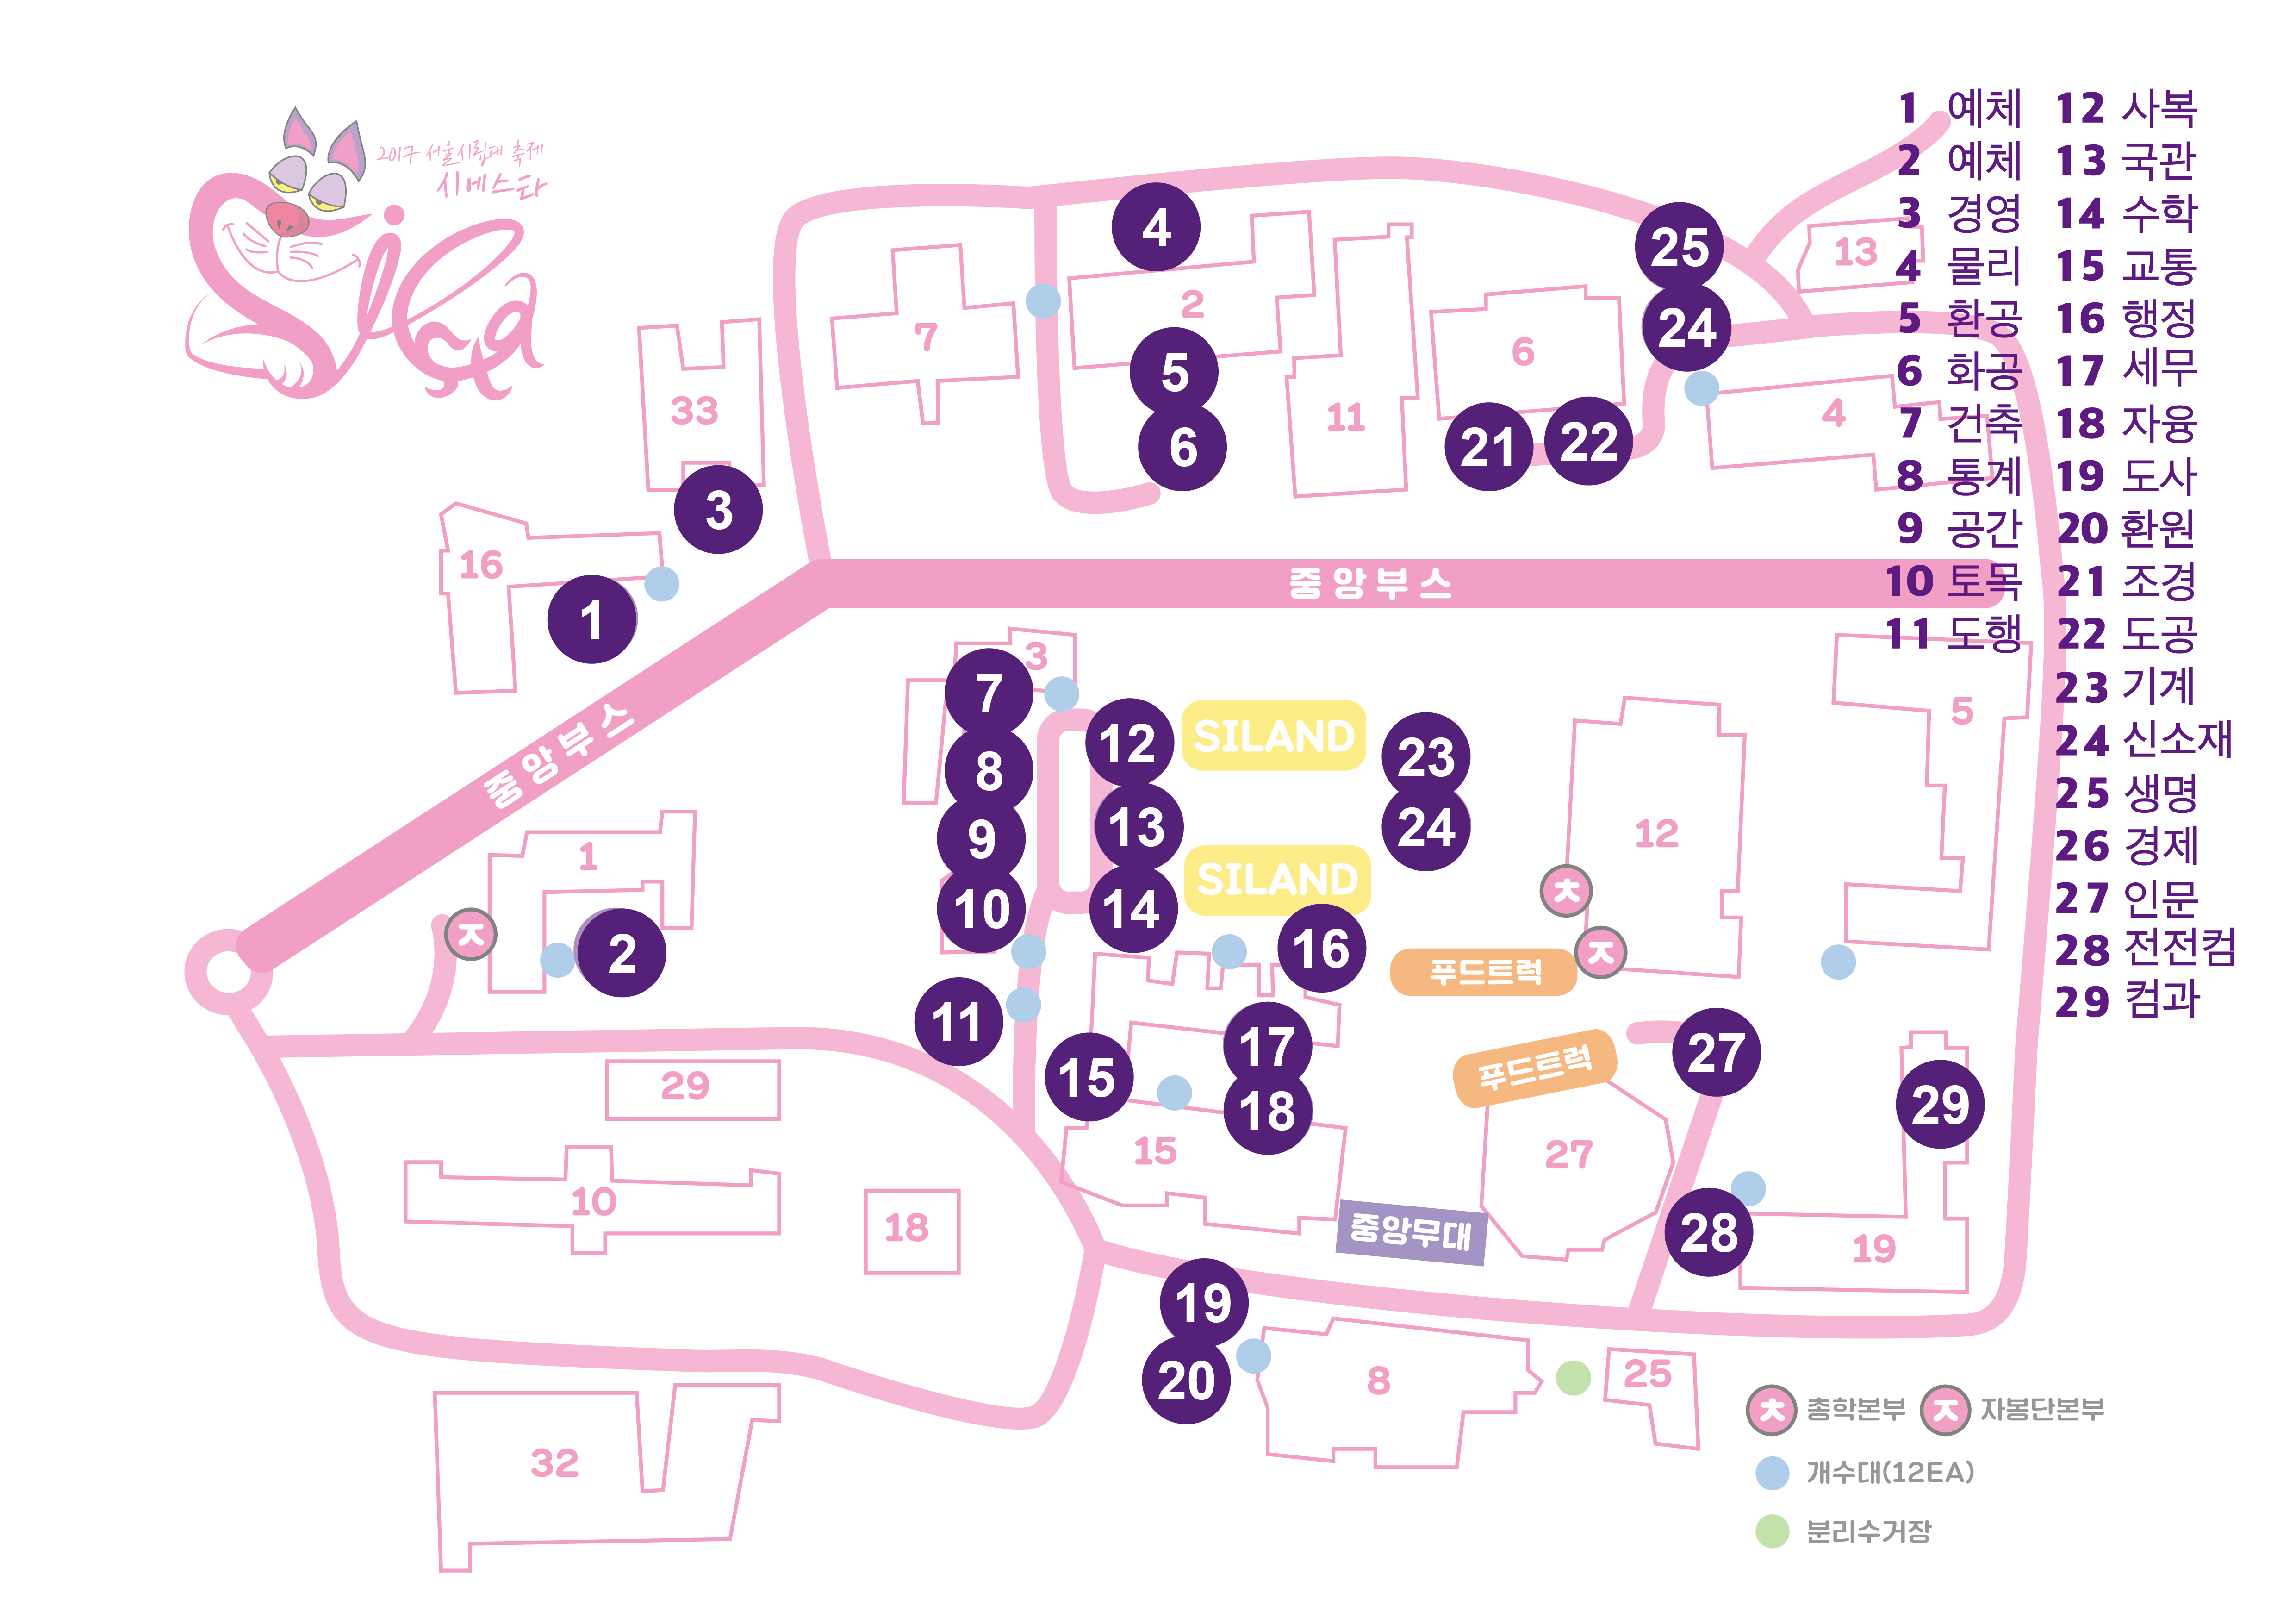 2017 서울시립대 축제
시에스타
Siesta
1 예체
2 예체
3 경영
4 물리
5 환공
6 화공
7 건축
8 통계
9 공간
10 토목
11 도행
12 사복
13 국관
14 수학
15 교통
16 행정
17 세무
18 자융
19 도사
20 환원
21 조경
22 도공
23 기계
24 신소재
25 생명
26 경제
27 인문
28 전전컴
29 컴과
4
25
13
2
24
7
6
5
33
11
4
6
21
22
3
16
중앙부스
1
3
7
5
12
SILAND
23
중앙부스
8
13
24
12
9
1
SILAND
ㅊ
10
14
ㅈ
2
16
ㅈ
푸드트럭
11
17
27
15
푸드트럭
29
29
18
15
27
10
18
중앙무대
28
19
19
20
8
25
32
ㅊ 총학본부 ㅈ 자봉단본부
개수대(12EA)
분리수거장